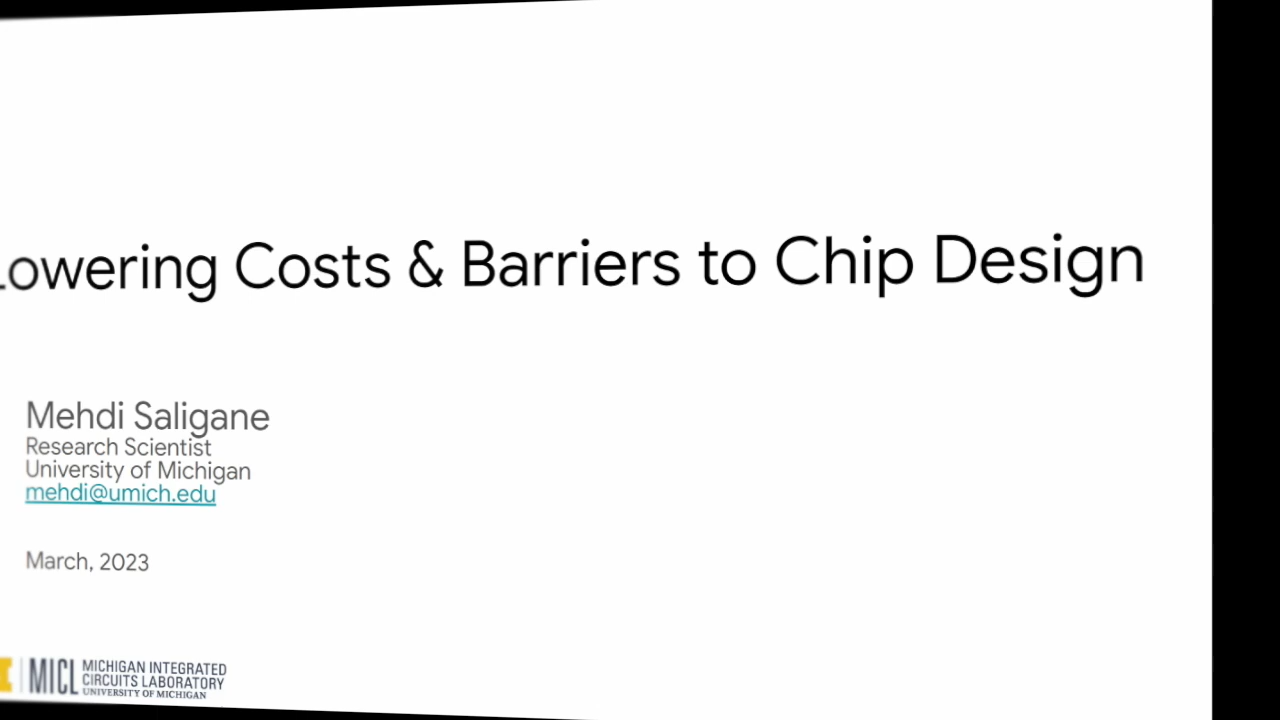 Lowering Costs & Barriers to Chip Design
Mehdi Saligane
Research Scientist
University of Michigan
mehdi@umich.edu
March, 2023
MICL MICHIGAN INTEGRATED
CIRCUITS LABORATORY
UNIVERSITY OF MICHIGAN